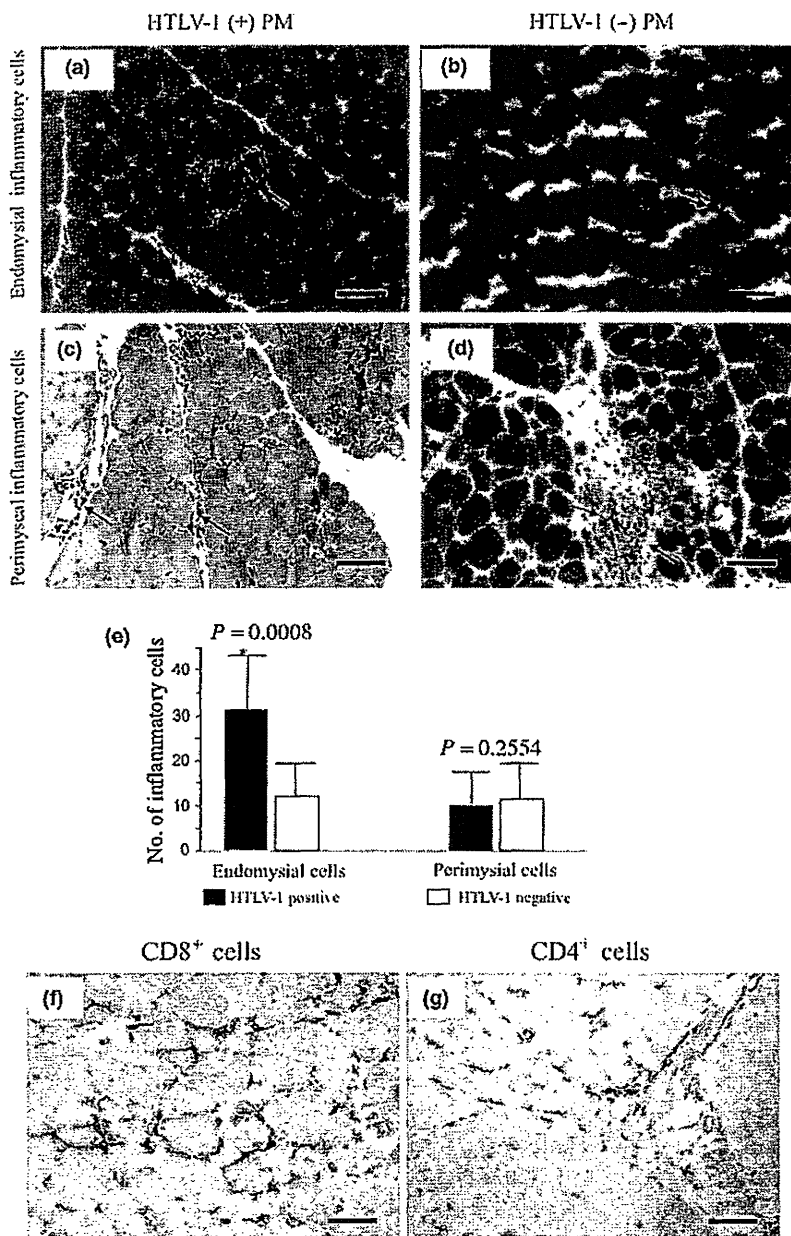 HTLV-1 (+) PM HTLV-1 (−) PM
Endomysial inflammatory cells
(a) (b)
Perimyseal inflammatory cells
(c) (d)
(e)
P = 0.0008
*
P = 0.2554
No. of inflammatory cells
40
30
20
10
0
Endomysial cells Perimysial cells
HTLV-1 positive HTLV-1 negative
CD8+ cells CD4+ cells
(f) (g)